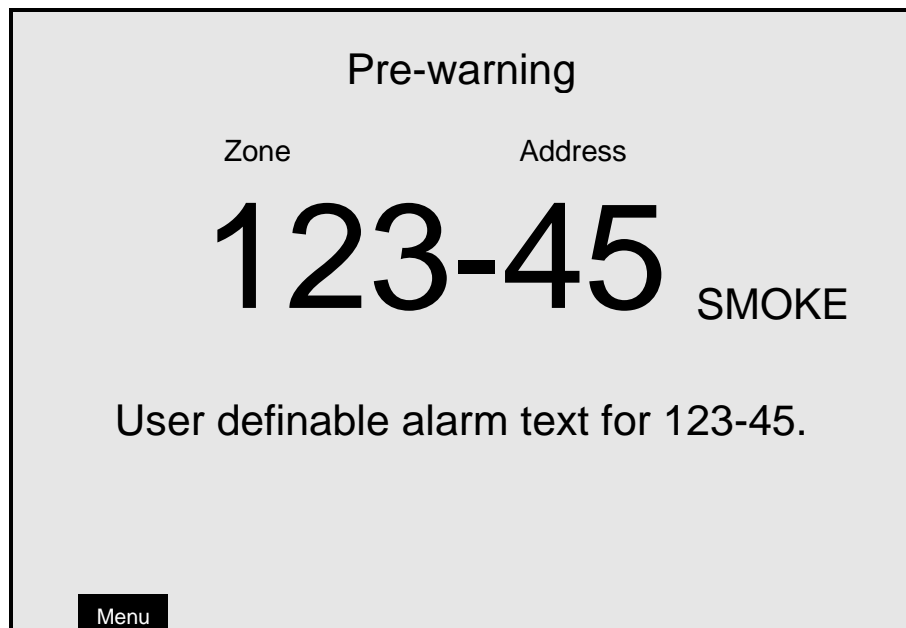 Pre-warning
Zone Address
123-45 SMOKE
User definable alarm text for 123-45.
Menu